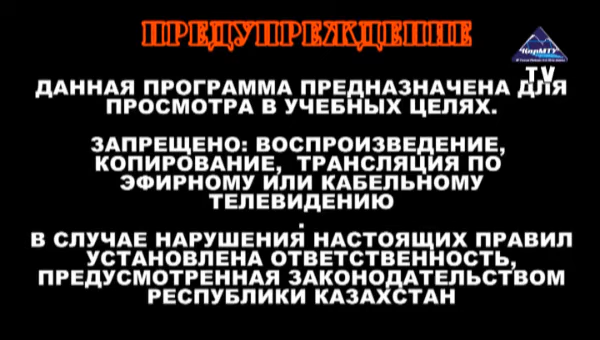 ПРЕДУПРЕЖДЕНИЕ
КарМТУ
TV
ДАННАЯ ПРОГРАММА ПРЕДНАЗНАЧЕНА ДЛЯ
ПРОСМОТРА В УЧЕБНЫХ ЦЕЛЯХ.
ЗАПРЕЩЕНО: ВОСПРОИЗВЕДЕНИЕ,
КОПИРОВАНИЕ, ТРАНСЛЯЦИЯ ПО
ЭФИРНОМУ ИЛИ КАБЕЛЬНОМУ
ТЕЛЕВИДЕНИЮ
.
В СЛУЧАЕ НАРУШЕНИЯ НАСТОЯЩИХ ПРАВИЛ
УСТАНОВЛЕНА ОТВЕТСТВЕННОСТЬ,
ПРЕДУСМОТРЕННАЯ ЗАКОНОДАТЕЛЬСТВОМ
РЕСПУБЛИКИ КАЗАХСТАН